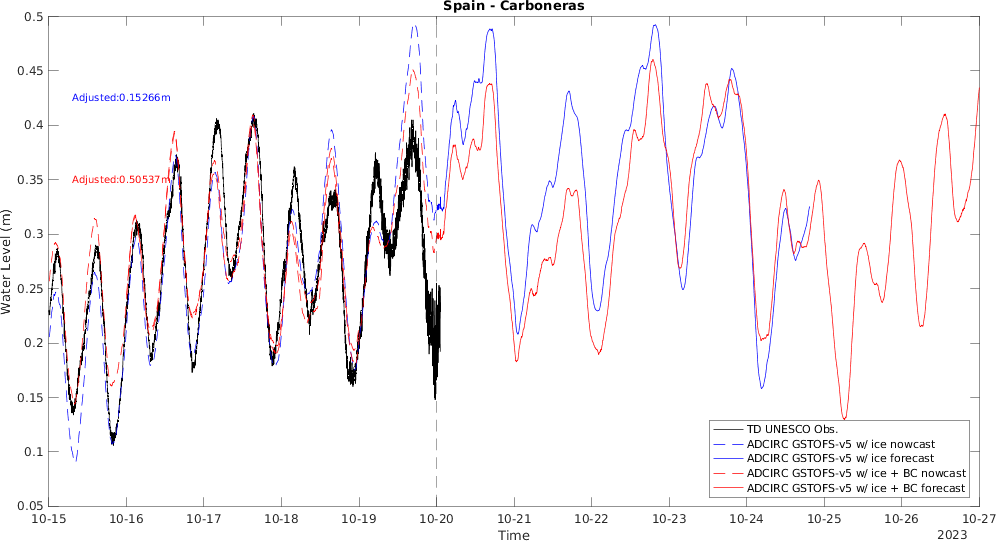 Spain - Carboneras
0.5
0.45
0.4
0.35
0.3
0.25
0.2
0.15
0.1
0.05
Water Level (m)
Adjusted:0.15266m
Adjusted:0.50537m
TD UNESCO Obs.
ADCIRC GSTOFS-v5 w/ ice nowcast
ADCIRC GSTOFS-v5 w/ ice forecast
ADCIRC GSTOFS-v5 w/ ice + BC nowcast
ADCIRC GSTOFS-v5 w/ ice + BC forecast
10-15 10-16 10-17 10-18 10-19 10-20 10-21 10-22 10-23 10-24 10-25 10-26 10-27
Time
2023